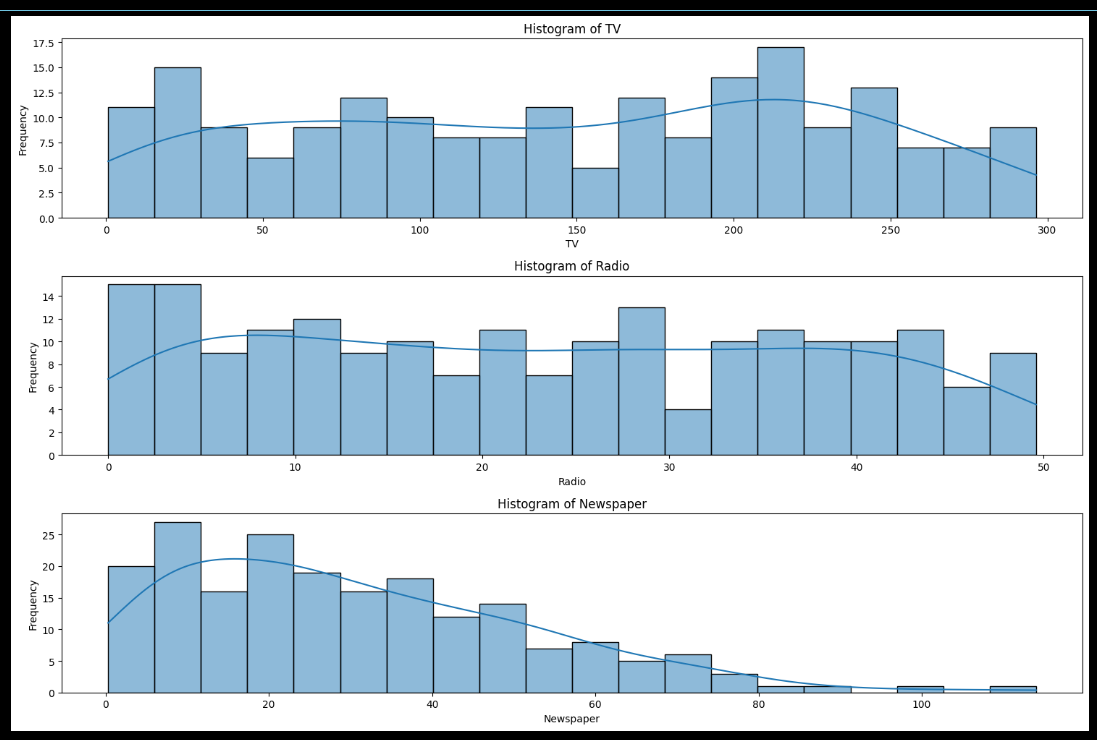 Histogram of TV
17.5
15.0
12.5
10.0
7.5
5.0
2.5
0.0
Frequency
0 50 100 150 200 250 300
TV
Histogram of Radio
14
12
10
8
6
4
2
0
Frequency
0 10 20 30 40 50
Radio
Histogram of Newspaper
25
20
15
10
5
0
Frequency
0 20 40 60 80 100
Newspaper